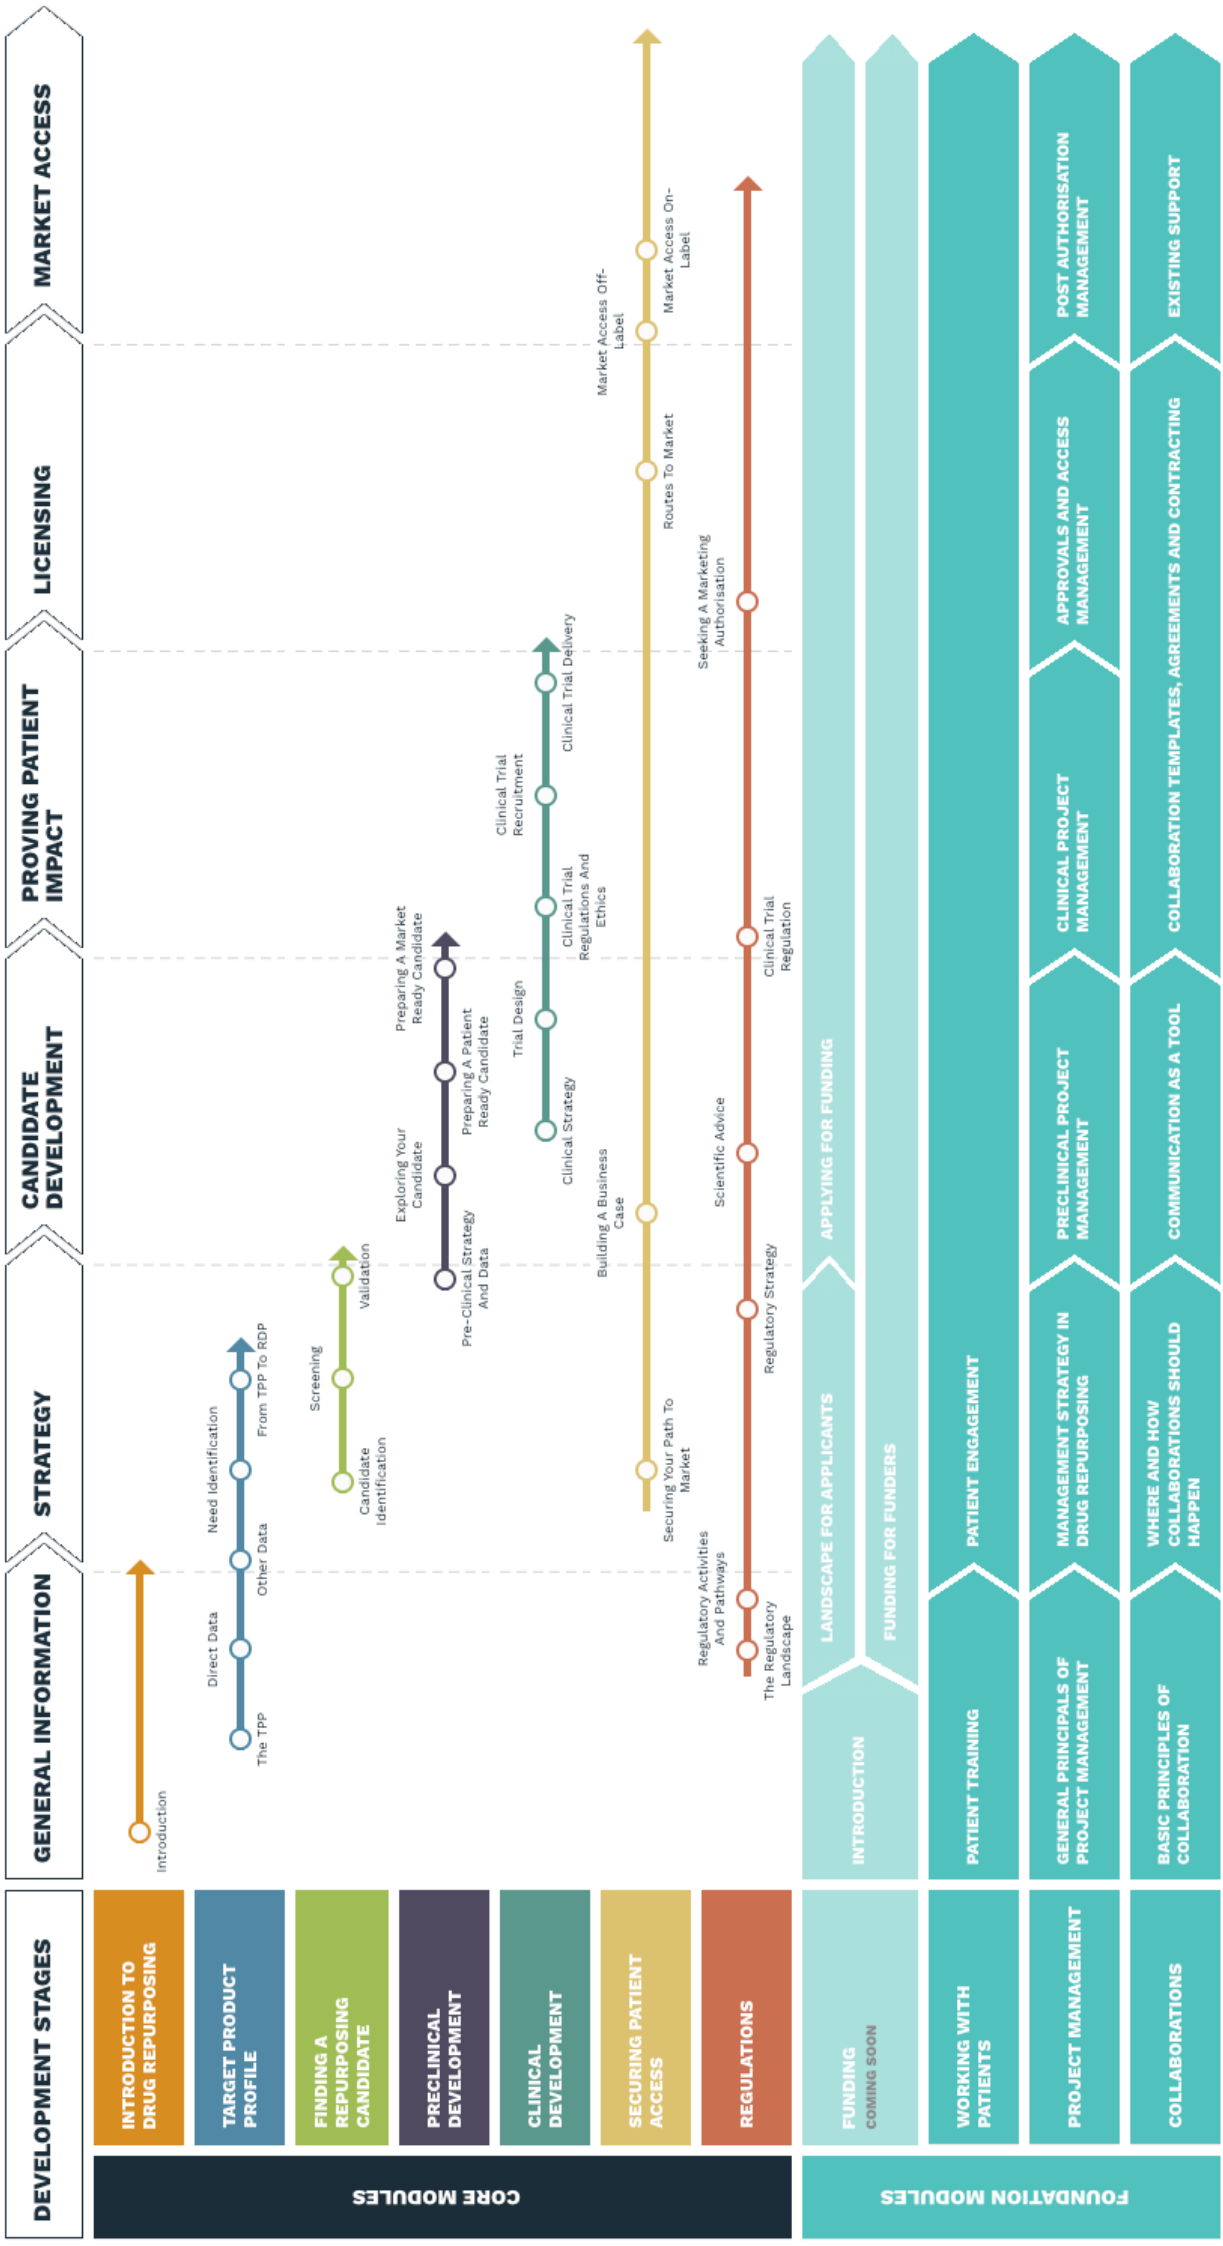 DEVELOPMENT STAGES
GENERAL INFORMATION
STRATEGY
CANDIDATE
DEVELOPMENT
PROVING PATIENT
IMPACT
LICENSING
MARKET ACCESS
CORE MODULES
INTRODUCTION TO
DRUG REPURPOSING
Introduction
TARGET PRODUCT
PROFILE
The TPP
Direct Data
Other Data
Need Identification
From TPP To RDP
FINDING A
REPURPOSING
CANDIDATE
Candidate
Identification
Screening
Validation
PRECLINICAL
DEVELOPMENT
Pre-Clinical Strategy
And Data
Exploring Your
Candidate
Preparing A Patient
Ready Candidate
Preparing A Market
Ready Candidate
CLINICAL
DEVELOPMENT
Clinical Strategy
Trial Design
Clinical Trial
Regulations And
Ethics
Clinical Trial
Recruitment
Clinical Trial Delivery
SECURING PATIENT
ACCESS
Securing Your Path To
Market
Building A Business
Case
Routes To Market
Market Access Off-
Label
Market Access On-
Label
REGULATIONS
The Regulatory
Landscape
Regulatory Activities
And Pathways
Regulatory Strategy
Scientific Advice
Clinical Trial
Regulation
Seeking A Marketing
Authorisation
FOUNDATION MODULES
FUNDING
COMING SOON
INTRODUCTION
LANDSCAPE FOR APPLICANTS
APPLYING FOR FUNDING
FUNDING FOR FUNDERS
WORKING WITH
PATIENTS
PATIENT TRAINING
PATIENT ENGAGEMENT
PROJECT MANAGEMENT
GENERAL PRINCIPALS OF
PROJECT MANAGEMENT
MANAGEMENT STRATEGY IN
DRUG REPURPOSING
PRECLINICAL PROJECT
MANAGEMENT
CLINICAL PROJECT
MANAGEMENT
APPROVALS AND ACCESS
MANAGEMENT
POST AUTHORISATION
MANAGEMENT
COLLABORATIONS
BASIC PRINCIPLES OF
COLLABORATION
WHERE AND HOW
COLLABORATIONS SHOULD
HAPPEN
COMMUNICATION AS A TOOL
COLLABORATION TEMPLATES, AGREEMENTS AND CONTRACTING
EXISTING SUPPORT